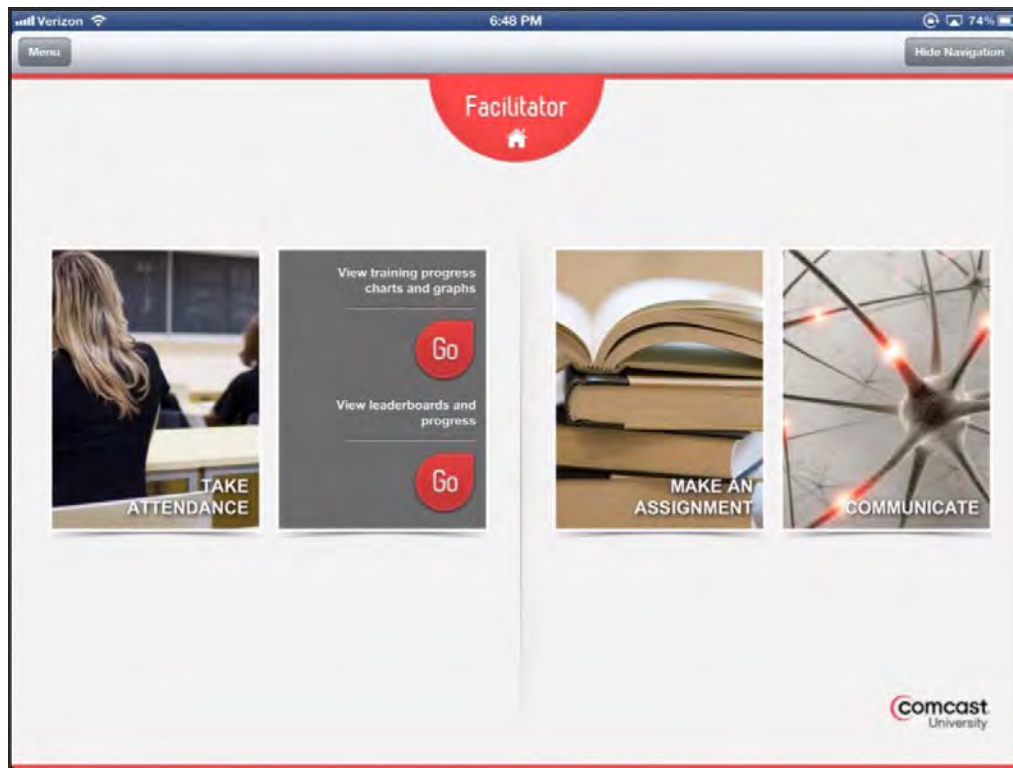 Verizon
6:48 PM
74%
Menu
Hide Navigation
Facilitator
View training progress
charts and graphs
Go
View leaderboards and
progress
Go
TAKE
ATTENDANCE
MAKE AN
ASSIGNMENT
COMMUNICATE
comcast
University